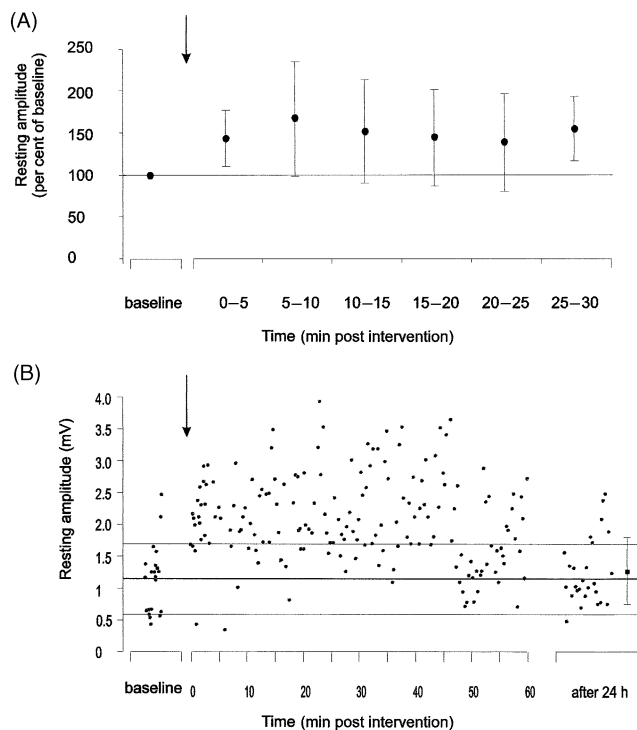 (A)
Resting amplitude
(per cent of baseline)
250
200
150
100
50
0
baseline
0–5
5–10
10–15
15–20
20–25
25–30
Time (min post intervention)
(B)
Resting amplitude (mV)
4.0
3.5
3.0
2.5
2.0
1.5
1
0.5
0
baseline
0
10
20
30
40
50
60
after 24 h
Time (min post intervention)